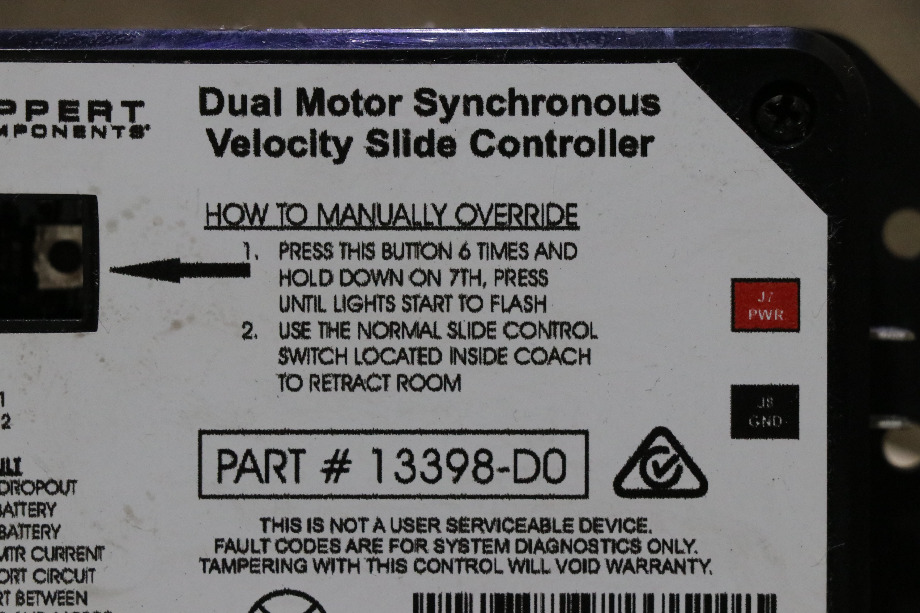 PPERT
MPONENTS®
Dual Motor Synchronous
Velocity Slide Controller
HOW TO MANUALLY OVERRIDE
1. PRESS THIS BUTTON 6 TIMES AND
HOLD DOWN ON 7TH, PRESS
UNTIL LIGHTS START TO FLASH
2. USE THE NORMAL SLIDE CONTROL
SWITCH LOCATED INSIDE COACH
TO RETRACT ROOM
J7
PWR
J8
GND
1
2
PART # 13398-D0
ULT
DROPOUT
BATTERY
BATTERY
MTR CURRENT
ORT CIRCUIT
RT BETWEEN
THIS IS NOT A USER SERVICEABLE DEVICE.
FAULT CODES ARE FOR SYSTEM DIAGNOSTICS ONLY.
TAMPERING WITH THIS CONTROL WILL VOID WARRANTY.